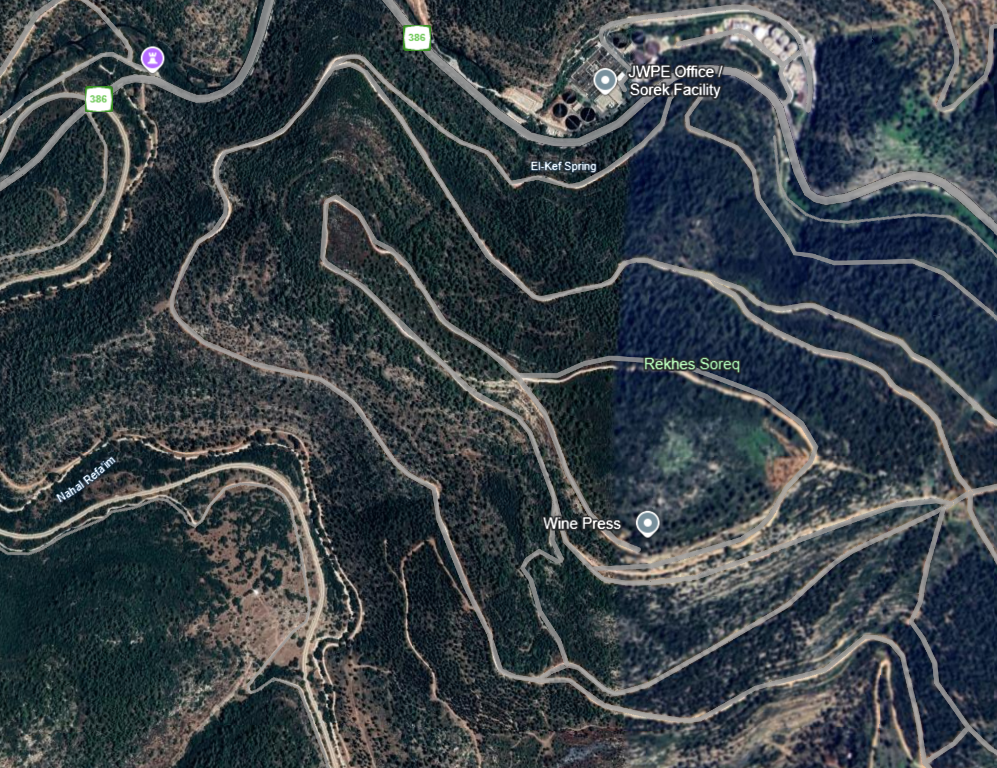 386
386
JWPE Office /
Sorek Facility
El-Kef Spring
Rekhes Soreq
Nahal Refa'im
Wine Press